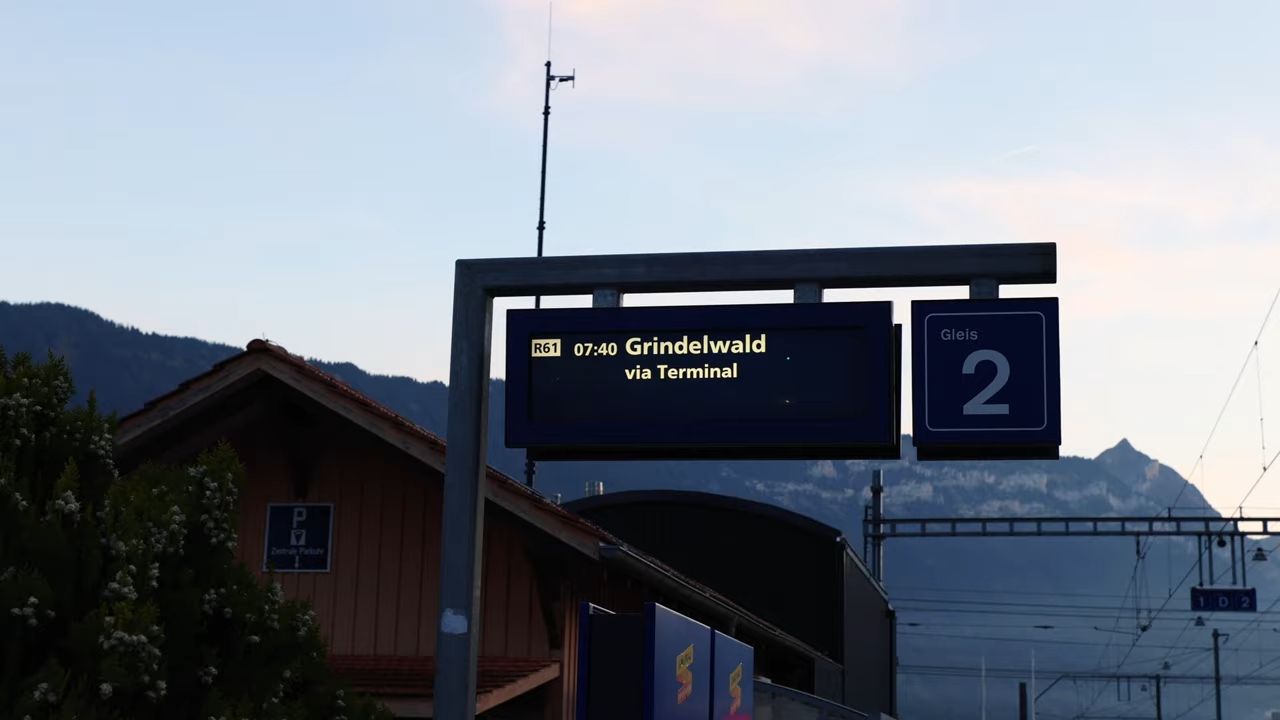 R61 07:40 Grindelwald
via Terminal
Gleis
2
P
Zentrale Parkuhr
1 D 2